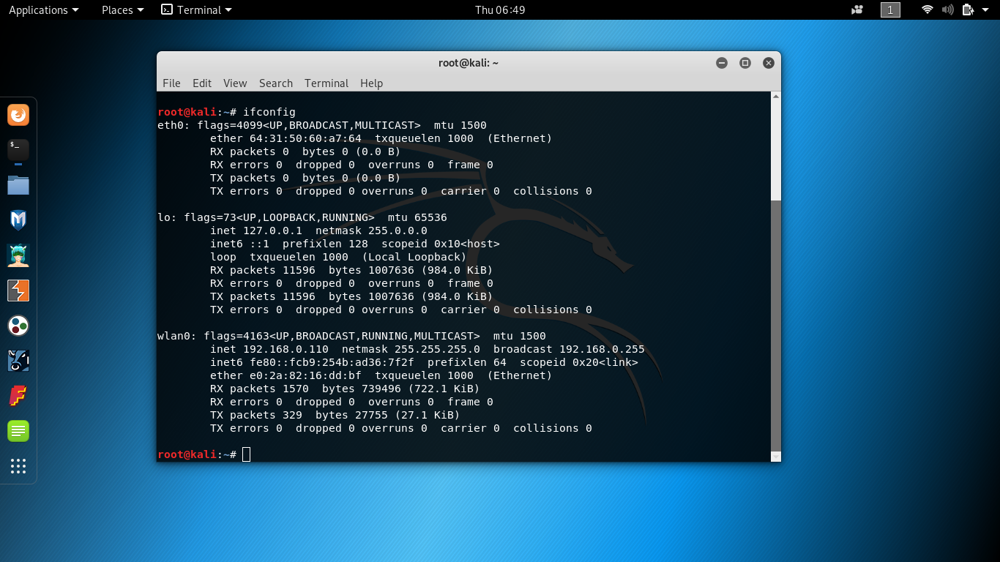 Applications Places Terminal Thu 06:49 1
root@kali: ~
File Edit View Search Terminal Help
root@kali:~# ifconfig
eth0: flags=4099<UP,BROADCAST,MULTICAST>  mtu 1500
        ether 64:31:50:60:a7:64  txqueuelen 1000  (Ethernet)
        RX packets 0  bytes 0 (0.0 B)
        RX errors 0  dropped 0  overruns 0  frame 0
        TX packets 0  bytes 0 (0.0 B)
        TX errors 0  dropped 0 overruns 0  carrier 0  collisions 0
lo: flags=73<UP,LOOPBACK,RUNNING>  mtu 65536
        inet 127.0.0.1  netmask 255.0.0.0
        inet6 ::1  prefixlen 128  scopeid 0x10<host>
        loop  txqueuelen 1000  (Local Loopback)
        RX packets 11596  bytes 1007636 (984.0 KiB)
        RX errors 0  dropped 0  overruns 0  frame 0
        TX packets 11596  bytes 1007636 (984.0 KiB)
        TX errors 0  dropped 0 overruns 0  carrier 0  collisions 0
wlan0: flags=4163<UP,BROADCAST,RUNNING,MULTICAST>  mtu 1500
        inet 192.168.0.110  netmask 255.255.255.0  broadcast 192.168.0.255
        inet6 fe80::fcb9:254b:ad36:7f2f  prefixlen 64  scopeid 0x20<link>
        ether e0:2a:82:16:dd:bf  txqueuelen 1000  (Ethernet)
        RX packets 1570  bytes 739496 (722.1 KiB)
        RX errors 0  dropped 0  overruns 0  frame 0
        TX packets 329  bytes 27755 (27.1 KiB)
        TX errors 0  dropped 0 overruns 0  carrier 0  collisions 0
root@kali:~#